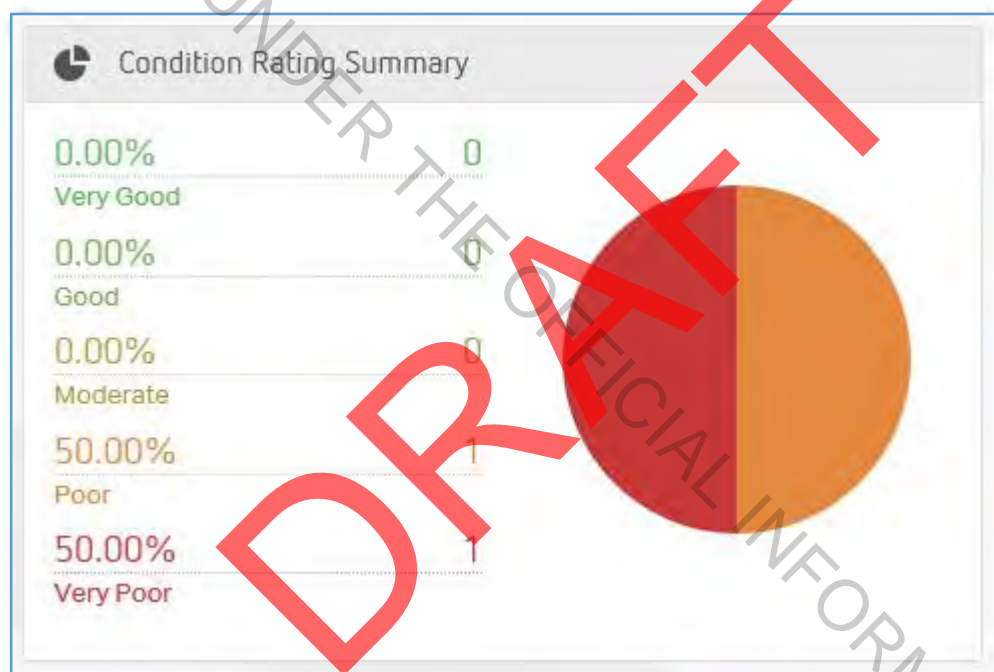 Condition Rating Summary
0.00% 0
Very Good
0.00% 0
Good
0.00% 0
Moderate
50.00% 1
Poor
50.00% 1
Very Poor
DRAFT
UNDER THE OFFICIAL INFORM